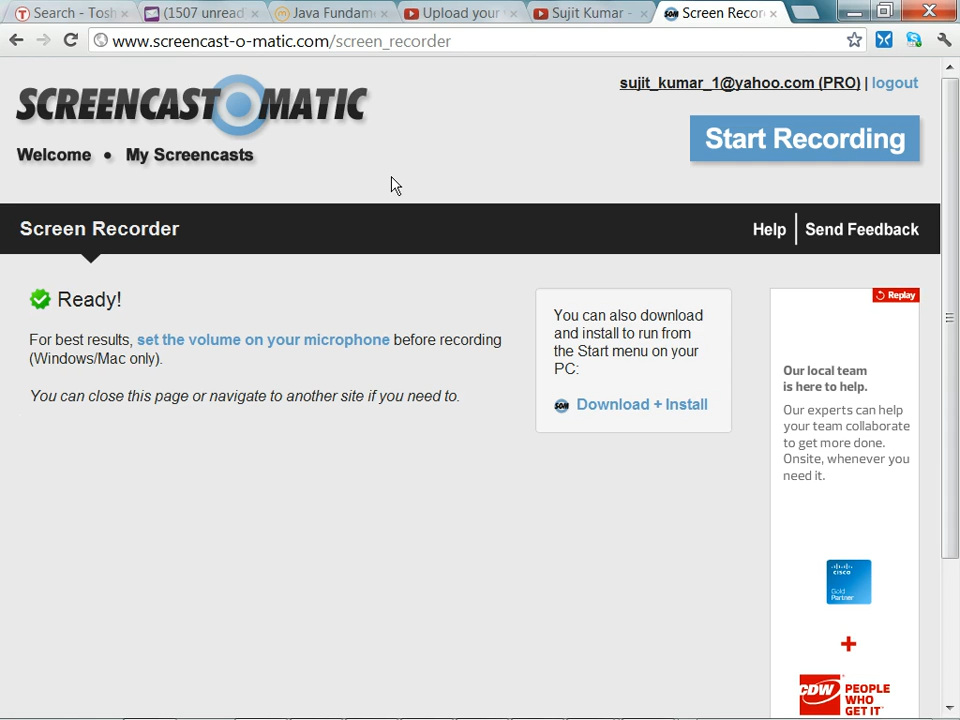 Search - Tosh
(1507 unread
Java Fundam
Upload your
Sujit Kumar -
Screen Recor
www.screencast-o-matic.com/screen_recorder
SCREENCAST O MATIC
sujit_kumar_1@yahoo.com (PRO) | logout
Start Recording
Welcome • My Screencasts
Screen Recorder
Help
Send Feedback
Ready!
For best results, set the volume on your microphone before recording
(Windows/Mac only).
You can close this page or navigate to another site if you need to.
You can also download
and install to run from
the Start menu on your
PC:
SOM Download + Install
Replay
Our local team
is here to help.
Our experts can help
your team collaborate
to get more done.
Onsite, whenever you
need it.
CISCO
Gold
Partner
+
CDW PEOPLE
WHO
GET IT